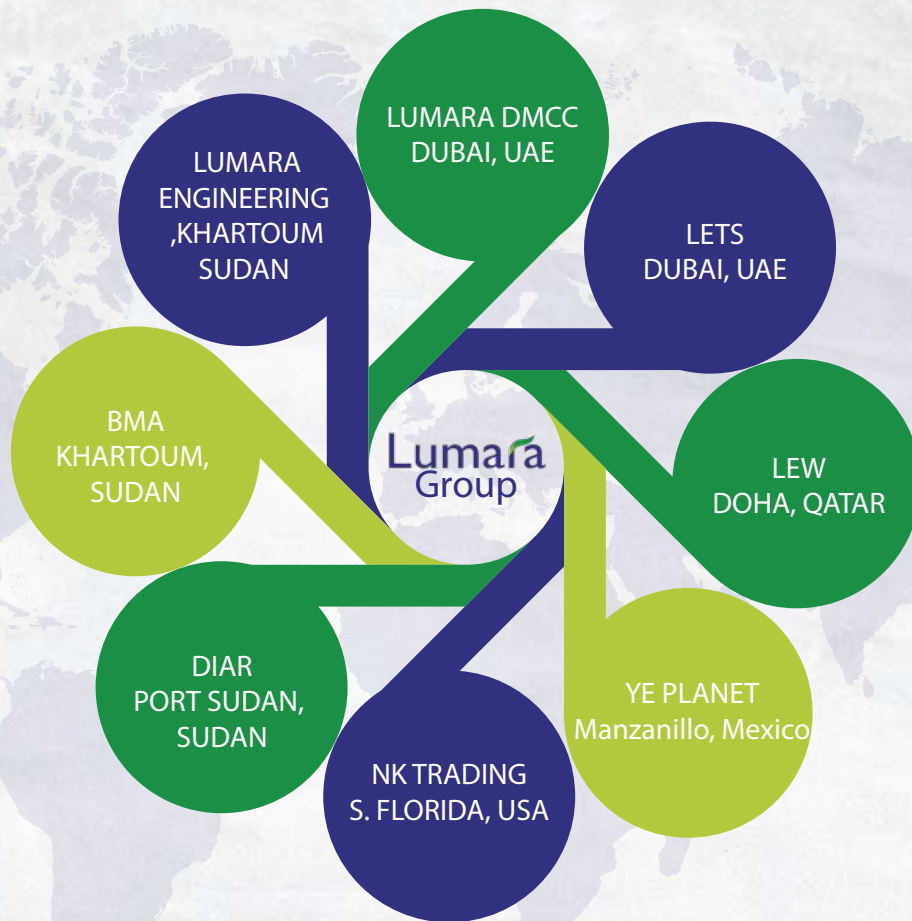 LUMARA DMCC
DUBAI, UAE
LUMARA
ENGINEERING
,KHARTOUM
SUDAN
LETS
DUBAI, UAE
BMA
KHARTOUM,
SUDAN
Lumara
Group
LEW
DOHA, QATAR
DIAR
PORT SUDAN,
SUDAN
YE PLANET
Manzanillo, Mexico
NK TRADING
S. FLORIDA, USA